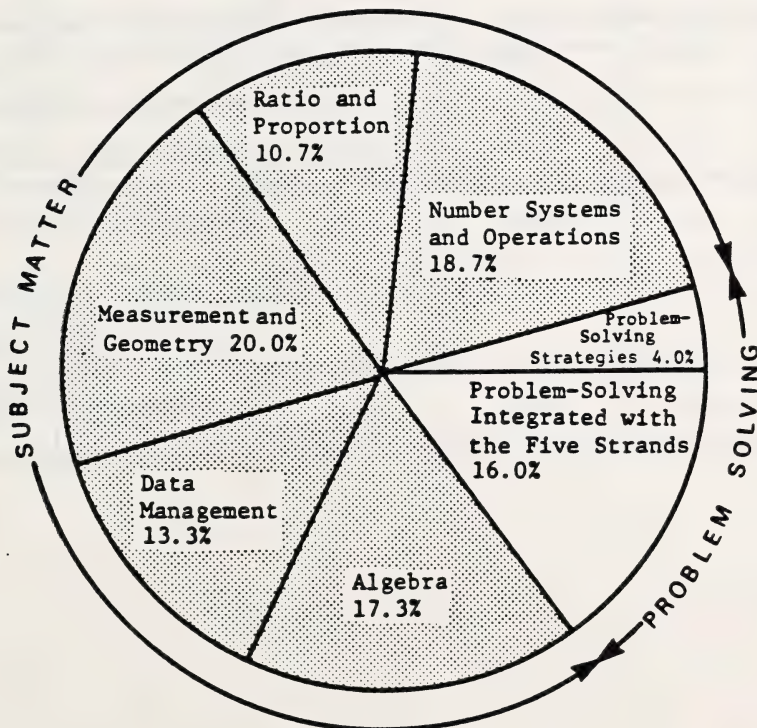 Ratio and
Proportion
10.7%
Number Systems
and Operations
18.7%
Problem-
Solving
Strategies 4.0%
Measurement and
Geometry 20.0%
Problem-Solving
Integrated with
the Five Strands
16.0%
Data
Management
13.3%
Algebra
17.3%
SUBJECT MATTER
PROBLEM SOLVING